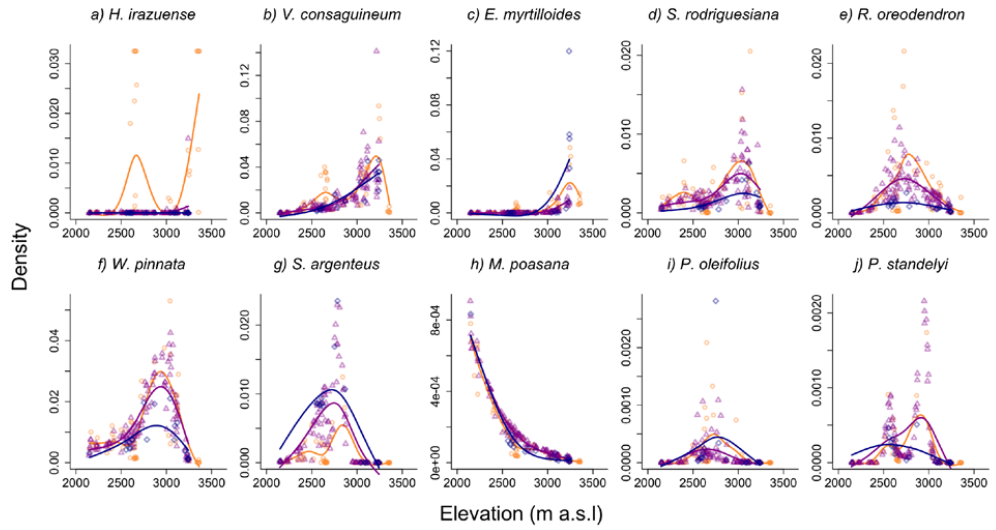 a) H. irazuense b) V. consaguineum c) E. myrtilloides d) S. rodriguesiana e) R. oreodendron
0.030 0.12 0.12 0.020 0.020
0.020 0.08 0.08
0.010 0.04 0.04 0.010 0.010
0.000 0.00 0.00 0.000 0.000
2000 2500 3000 3500 2000 2500 3000 3500 2000 2500 3000 3500 2000 2500 3000 3500 2000 2500 3000 3500
Density
f) W. pinnata g) S. argenteus h) M. poasana i) P. oleifolius j) P. standelyi
0.04 0.020 8e-04 0.0020 0.0020
0.02 0.010 4e-04 0.0010 0.0010
0.00 0.000 0e+00 0.0000 0.0000
2000 2500 3000 3500 2000 2500 3000 3500 2000 2500 3000 3500 2000 2500 3000 3500 2000 2500 3000 3500
Elevation (m a.s.l)